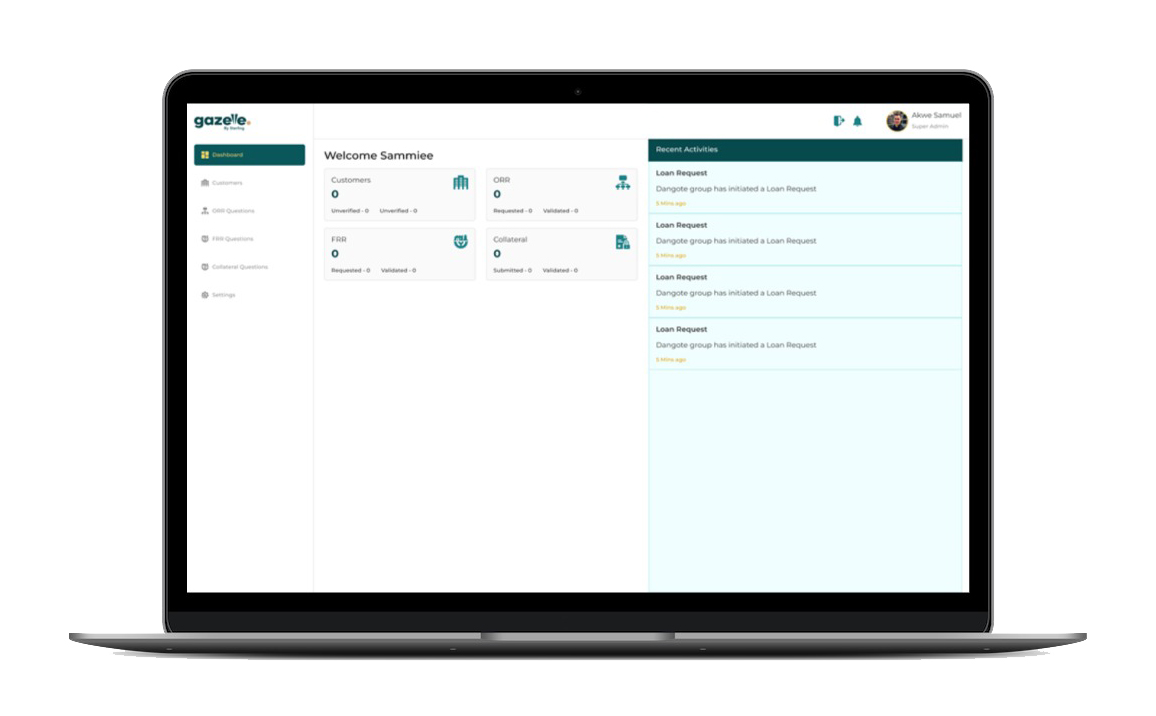 gazelle.
By Sterling
Akwe Samuel
Super Admin
Dashboard
Customers
ORR Questions
FRR Questions
Collateral Questions
Settings
Welcome Sammiee
Customers
0
Unverified - 0 Unverified - 0
ORR
0
Requested - 0 Validated - 0
FRR
0
Requested - 0 Validated - 0
Collateral
0
Submitted - 0 Validated - 0
Recent Activities
Loan Request
Dangote group has initiated a Loan Request
5 Mins ago
Loan Request
Dangote group has initiated a Loan Request
5 Mins ago
Loan Request
Dangote group has initiated a Loan Request
5 Mins ago
Loan Request
Dangote group has initiated a Loan Request
5 Mins ago